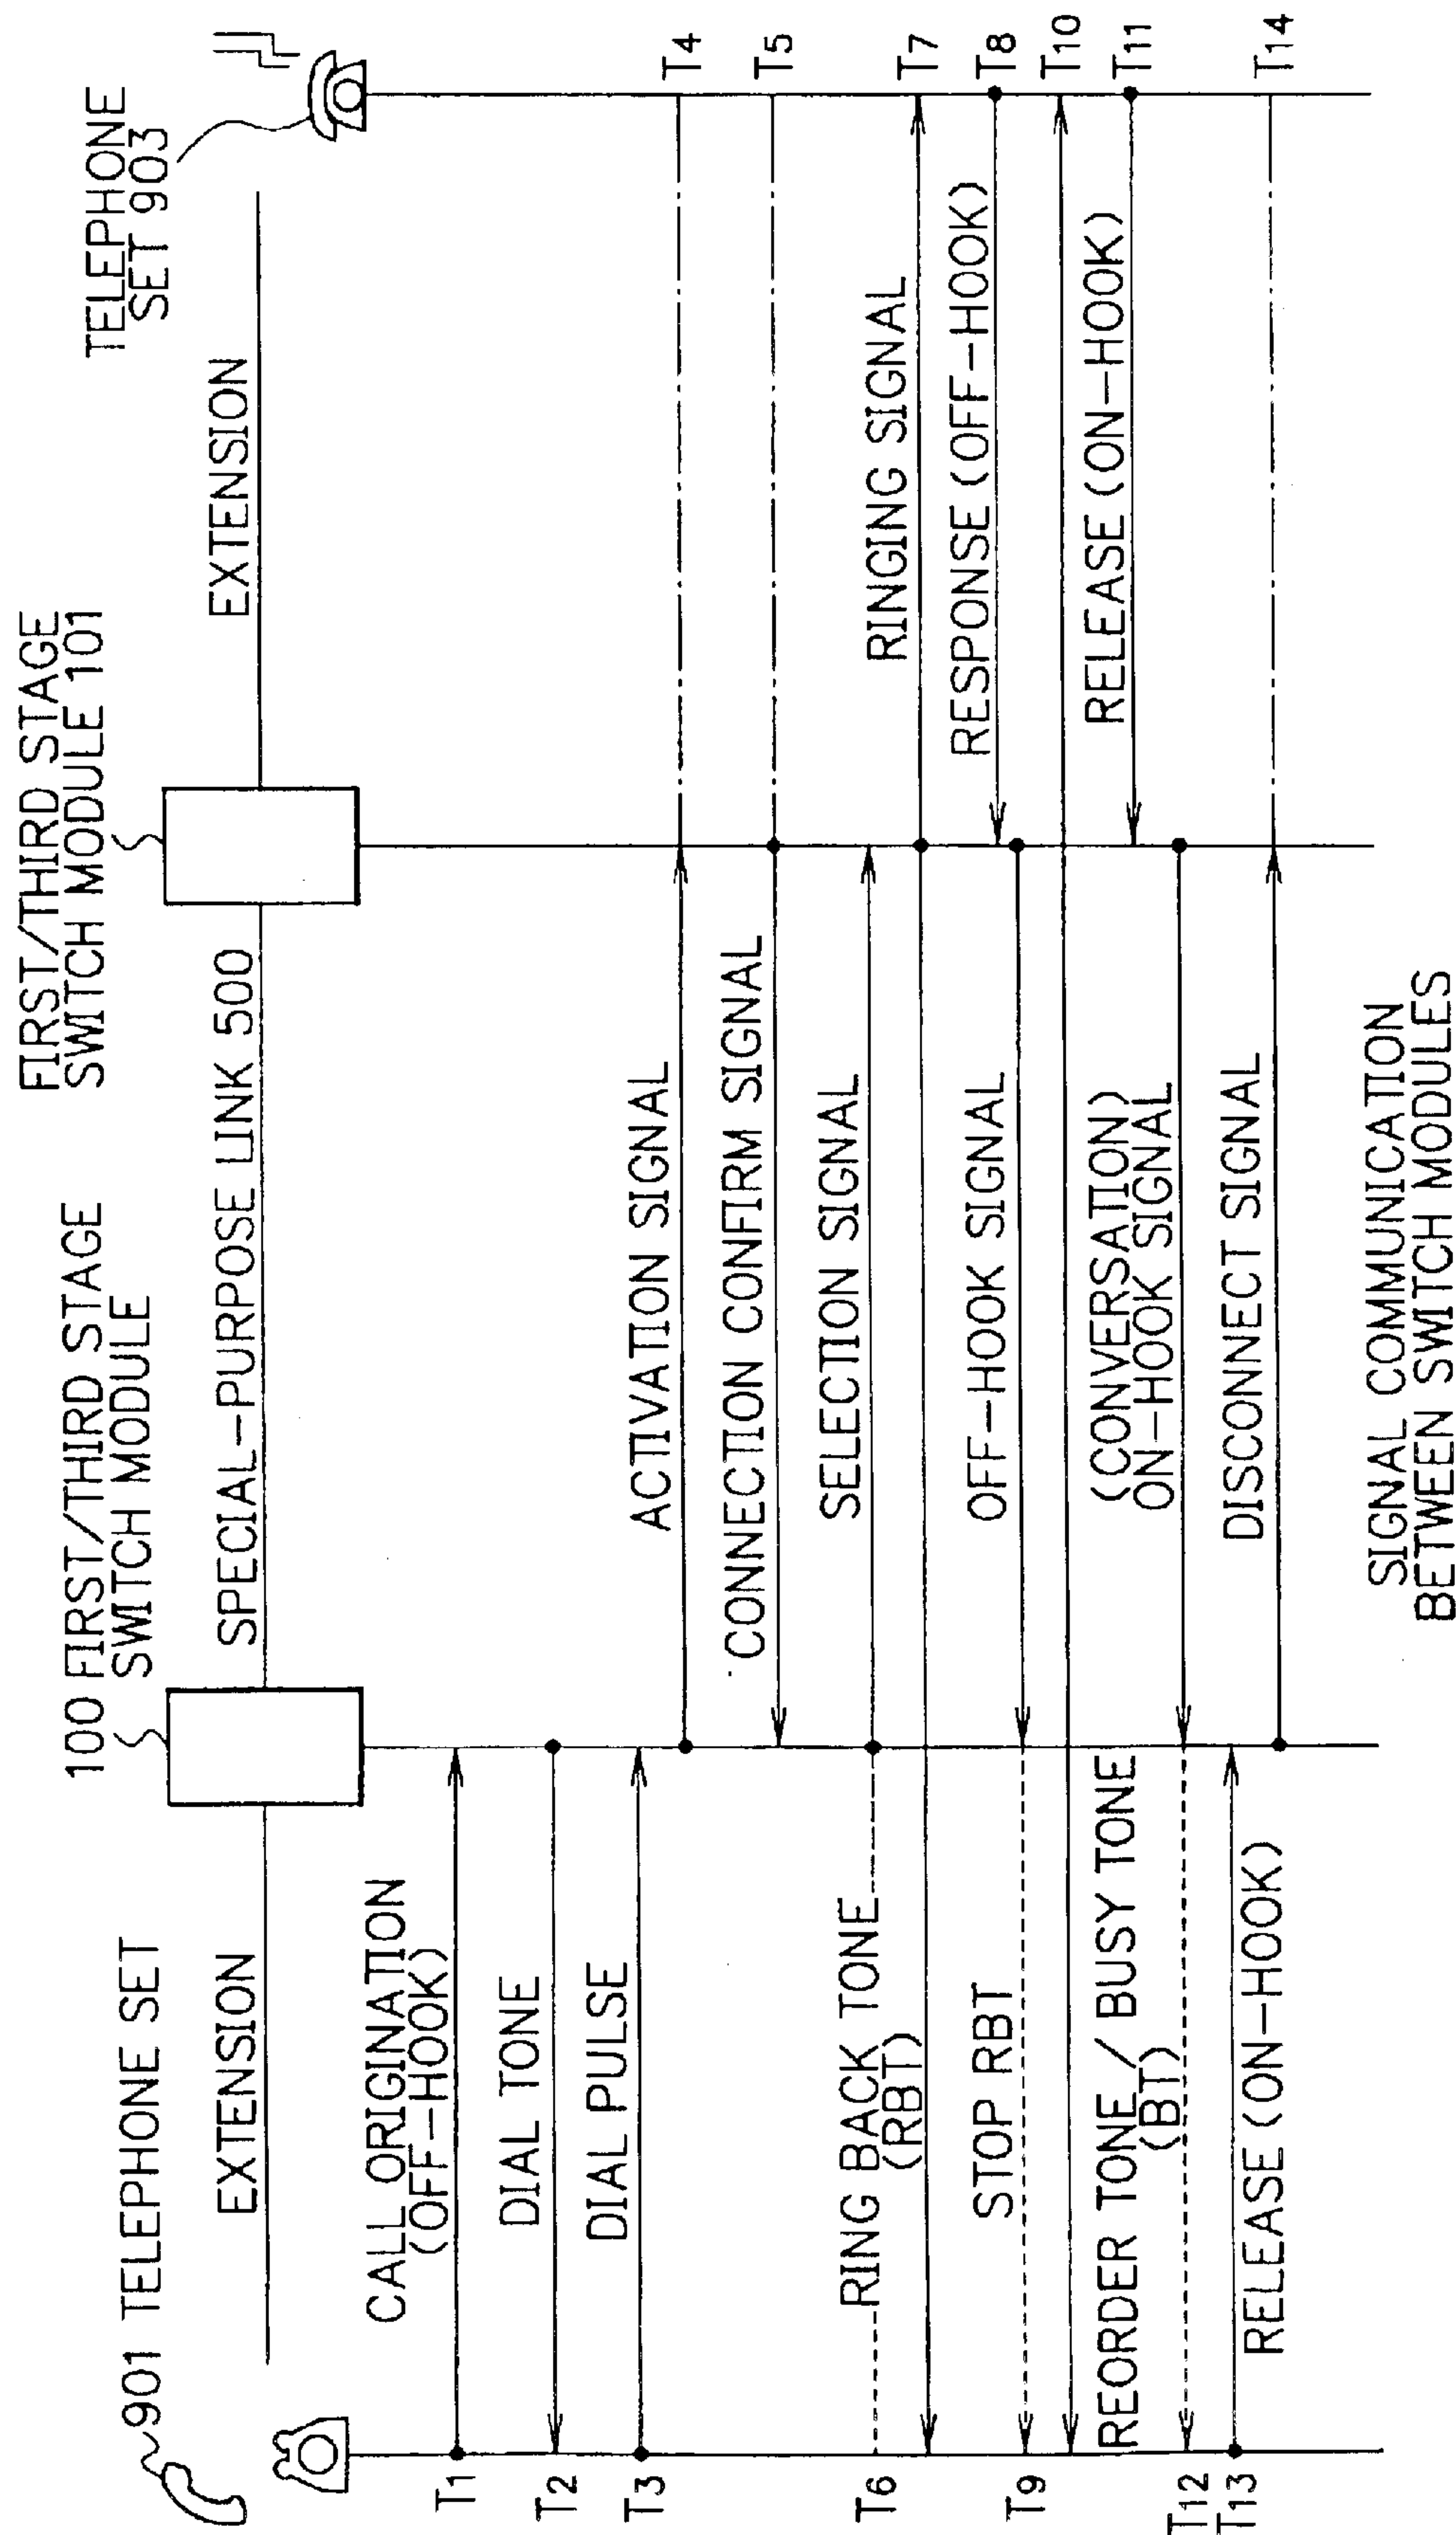 901 TELEPHONE SET
100 FIRST/THIRD STAGE
SWITCH MODULE
FIRST/THIRD STAGE
SWITCH MODULE 101
TELEPHONE
SET 903
EXTENSION
SPECIAL-PURPOSE LINK 500
EXTENSION
T1
CALL ORIGINATION
(OFF-HOOK)
T2
DIAL TONE
T3
DIAL PULSE
ACTIVATION SIGNAL
T4
CONNECTION CONFIRM SIGNAL
T5
T6
RING BACK TONE
(RBT)
SELECTION SIGNAL
RINGING SIGNAL
T7
RESPONSE (OFF-HOOK)
T8
T9
STOP RBT
OFF-HOOK SIGNAL
T10
(CONVERSATION)
RELEASE (ON-HOOK)
T11
T12
REORDER TONE / BUSY TONE
(BT)
ON-HOOK SIGNAL
T13
RELEASE (ON-HOOK)
DISCONNECT SIGNAL
T14
SIGNAL COMMUNICATION
BETWEEN SWITCH MODULES